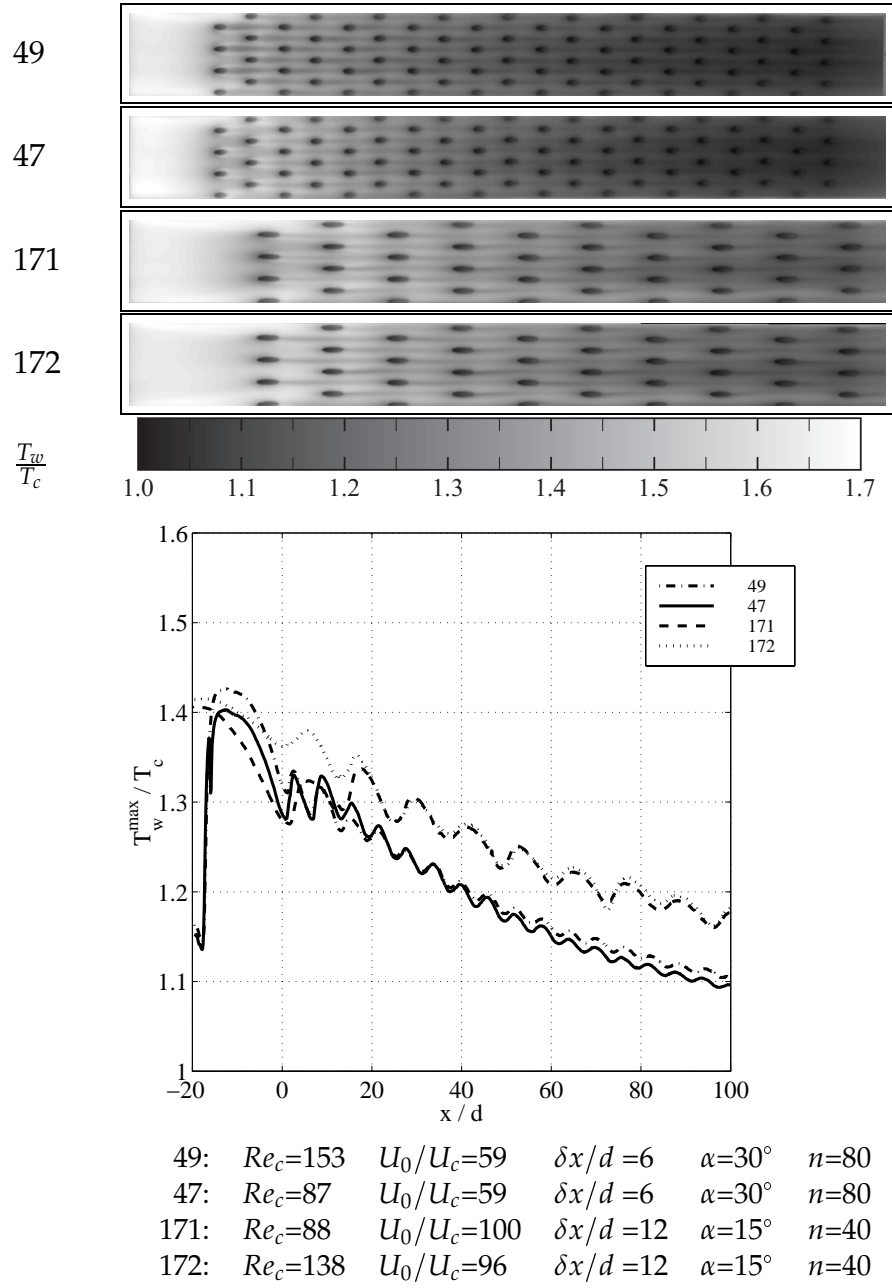 49
47
171
172
T_w/T_c
1.0 1.1 1.2 1.3 1.4 1.5 1.6 1.7
1.6
1.5
1.4
1.3
1.2
1.1
1
T_w^max / T_c
49
47
171
172
−20 0 20 40 60 80 100
x / d
49: Re_c=153 U_0/U_c=59 δx/d =6 α=30° n=80
47: Re_c=87 U_0/U_c=59 δx/d =6 α=30° n=80
171: Re_c=88 U_0/U_c=100 δx/d =12 α=15° n=40
172: Re_c=138 U_0/U_c=96 δx/d =12 α=15° n=40